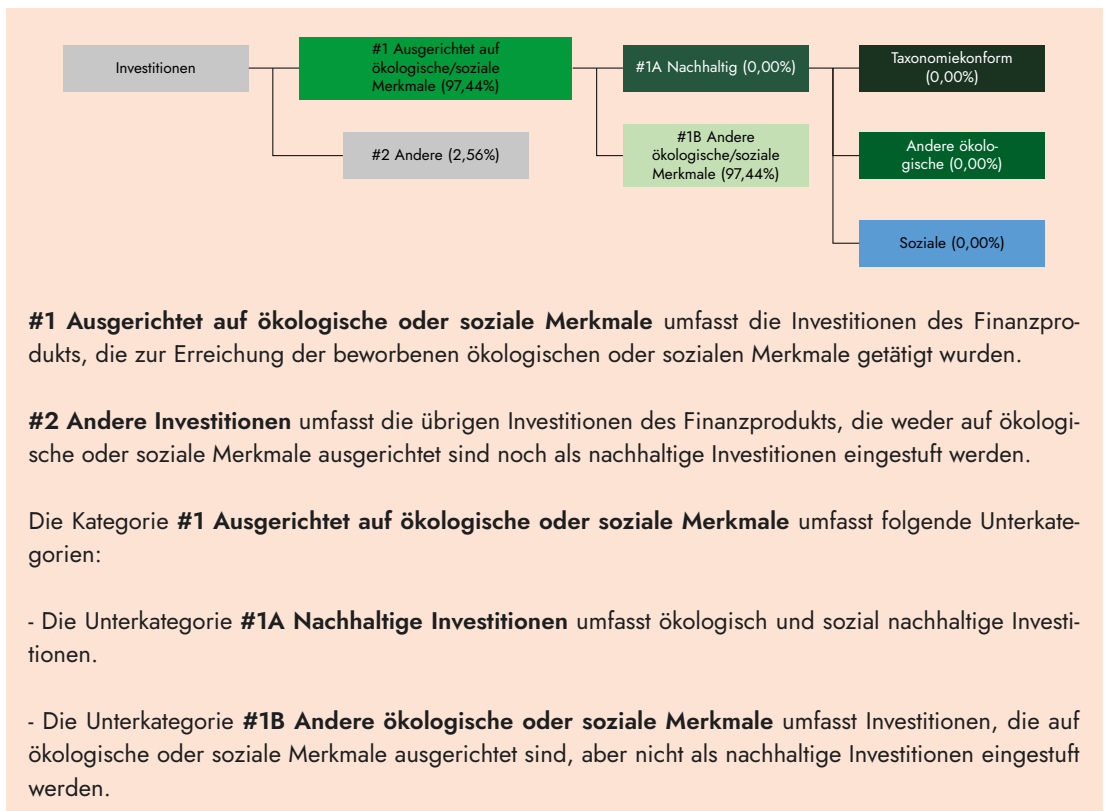 Investitionen
#1 Ausgerichtet auf
ökologische/soziale
Merkmale (97,44%)
#1A Nachhaltig (0,00%)
Taxonomiekonform
(0,00%)
#2 Andere (2,56%)
#1B Andere
ökologische/soziale
Merkmale (97,44%)
Andere ökolo-
gische (0,00%)
Soziale (0,00%)
#1 Ausgerichtet auf ökologische oder soziale Merkmale umfasst die Investitionen des Finanzpro-
dukts, die zur Erreichung der beworbenen ökologischen oder sozialen Merkmale getätigt wurden.
#2 Andere Investitionen umfasst die übrigen Investitionen des Finanzprodukts, die weder auf ökologi-
sche oder soziale Merkmale ausgerichtet sind noch als nachhaltige Investitionen eingestuft werden.
Die Kategorie #1 Ausgerichtet auf ökologische oder soziale Merkmale umfasst folgende Unterkate-
gorien:
- Die Unterkategorie #1A Nachhaltige Investitionen umfasst ökologisch und sozial nachhaltige Investi-
tionen.
- Die Unterkategorie #1B Andere ökologische oder soziale Merkmale umfasst Investitionen, die auf
ökologische oder soziale Merkmale ausgerichtet sind, aber nicht als nachhaltige Investitionen eingestuft
werden.